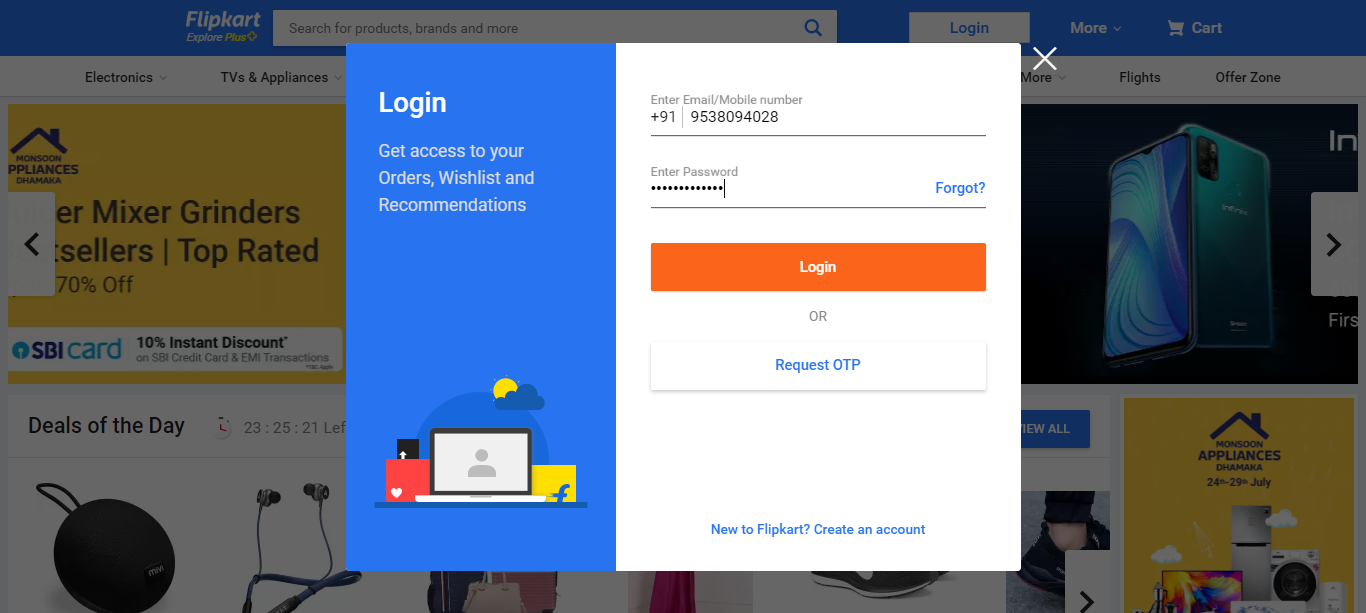 Flipkart
Explore Plus
Search for products, brands and more
Login
More
Cart
Electronics
TVs & Appliances
More
Flights
Offer Zone
Login
Get access to your
Orders, Wishlist and
Recommendations
Enter Email/Mobile number
+91 9538094028
Enter Password
•••••••••••••
Forgot?
Login
OR
Request OTP
New to Flipkart? Create an account
MONSOON
PPLIANCES
DHAMAKA
er Mixer Grinders
tsellers | Top Rated
70% Off
SBI card
10% Instant Discount*
on SBI Credit Card & EMI Transactions
*T&C Apply
In
Infinix
Firs
Deals of the Day
23 : 25 : 21 Lef
VIEW ALL
mivi
MONSOON
APPLIANCES
DHAMAKA
24th-29th July